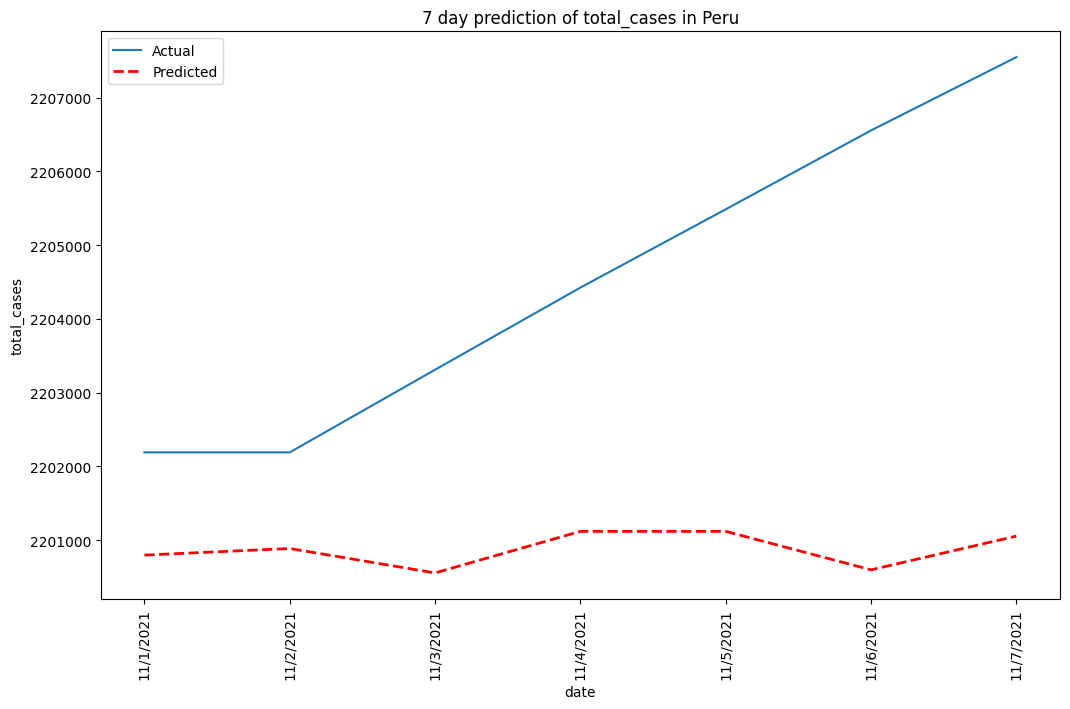 7 day prediction of total_cases in Peru
Actual
Predicted
total_cases
2207000
2206000
2205000
2204000
2203000
2202000
2201000
11/1/2021
11/2/2021
11/3/2021
11/4/2021
11/5/2021
11/6/2021
11/7/2021
date